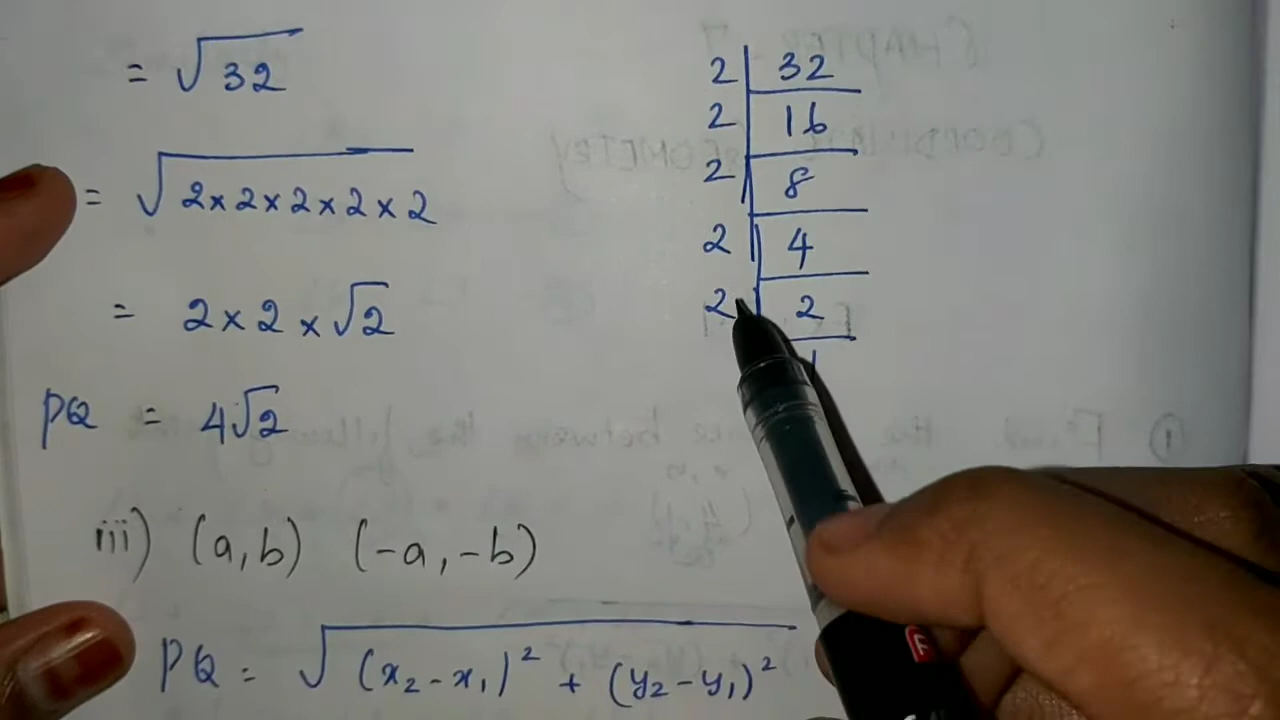 = √32
= √2×2×2×2×2
= 2×2×√2
PQ = 4√2
iii) (a,b) (-a,-b)
PQ = √(x₂-x₁)² + (y₂-y₁)²
2 | 32
2 | 16
2 | 8
2 | 4
2 | 2
1